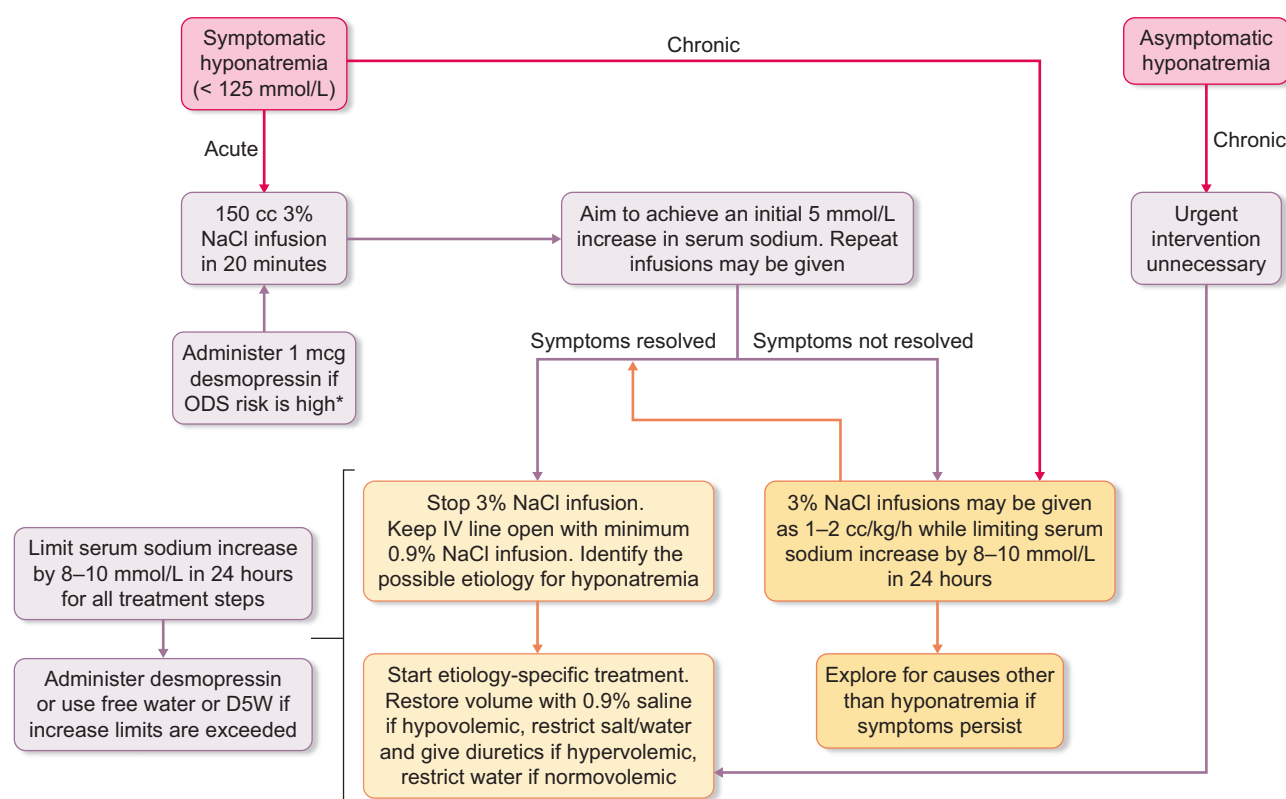 Symptomatic
hyponatremia
(< 125 mmol/L)
Chronic
Asymptomatic
hyponatremia
Acute
Chronic
150 cc 3%
NaCl infusion
in 20 minutes
Aim to achieve an initial 5 mmol/L
increase in serum sodium. Repeat
infusions may be given
Urgent
intervention
unnecessary
Administer 1 mcg
desmopressin if
ODS risk is high*
Symptoms resolved
Symptoms not resolved
Stop 3% NaCl infusion.
Keep IV line open with minimum
0.9% NaCl infusion. Identify the
possible etiology for hyponatremia
3% NaCl infusions may be given
as 1–2 cc/kg/h while limiting serum
sodium increase by 8–10 mmol/L
in 24 hours
Limit serum sodium increase
by 8–10 mmol/L in 24 hours
for all treatment steps
Administer desmopressin
or use free water or D5W if
increase limits are exceeded
Start etiology-specific treatment.
Restore volume with 0.9% saline
if hypovolemic, restrict salt/water
and give diuretics if hypervolemic,
restrict water if normovolemic
Explore for causes other
than hyponatremia if
symptoms persist